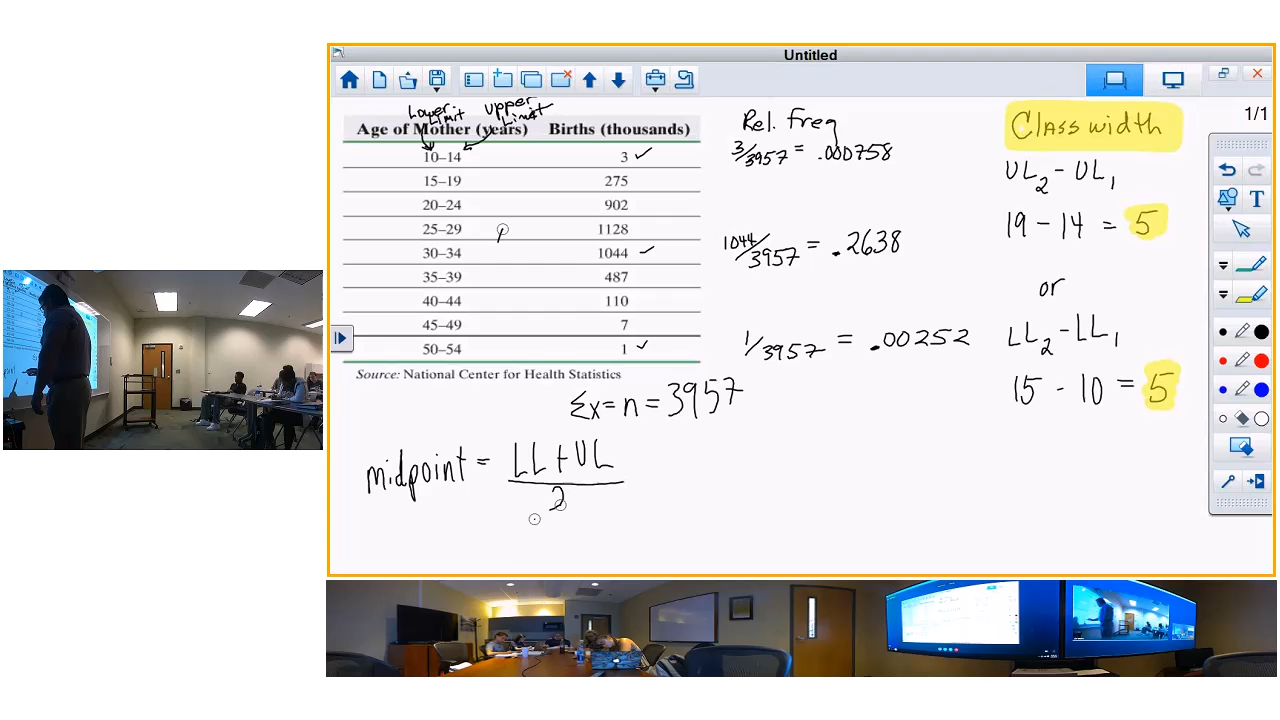 Untitled
1/1
Lower Limit
Upper Limit
Age of Mother (years) Births (thousands)
10–14 3 ✓
15–19 275
20–24 902
25–29 1128
30–34 1044 ✓
35–39 487
40–44 110
45–49 7
50–54 1 ✓
Source: National Center for Health Statistics
Σx = n = 3957
midpoint = LL + UL
2
Rel. freq
3/3957 = .000758
1044/3957 = .2638
1/3957 = .00252
Class width
UL2 - UL1
19 - 14 = 5
or
LL2 - LL1
15 - 10 = 5
T